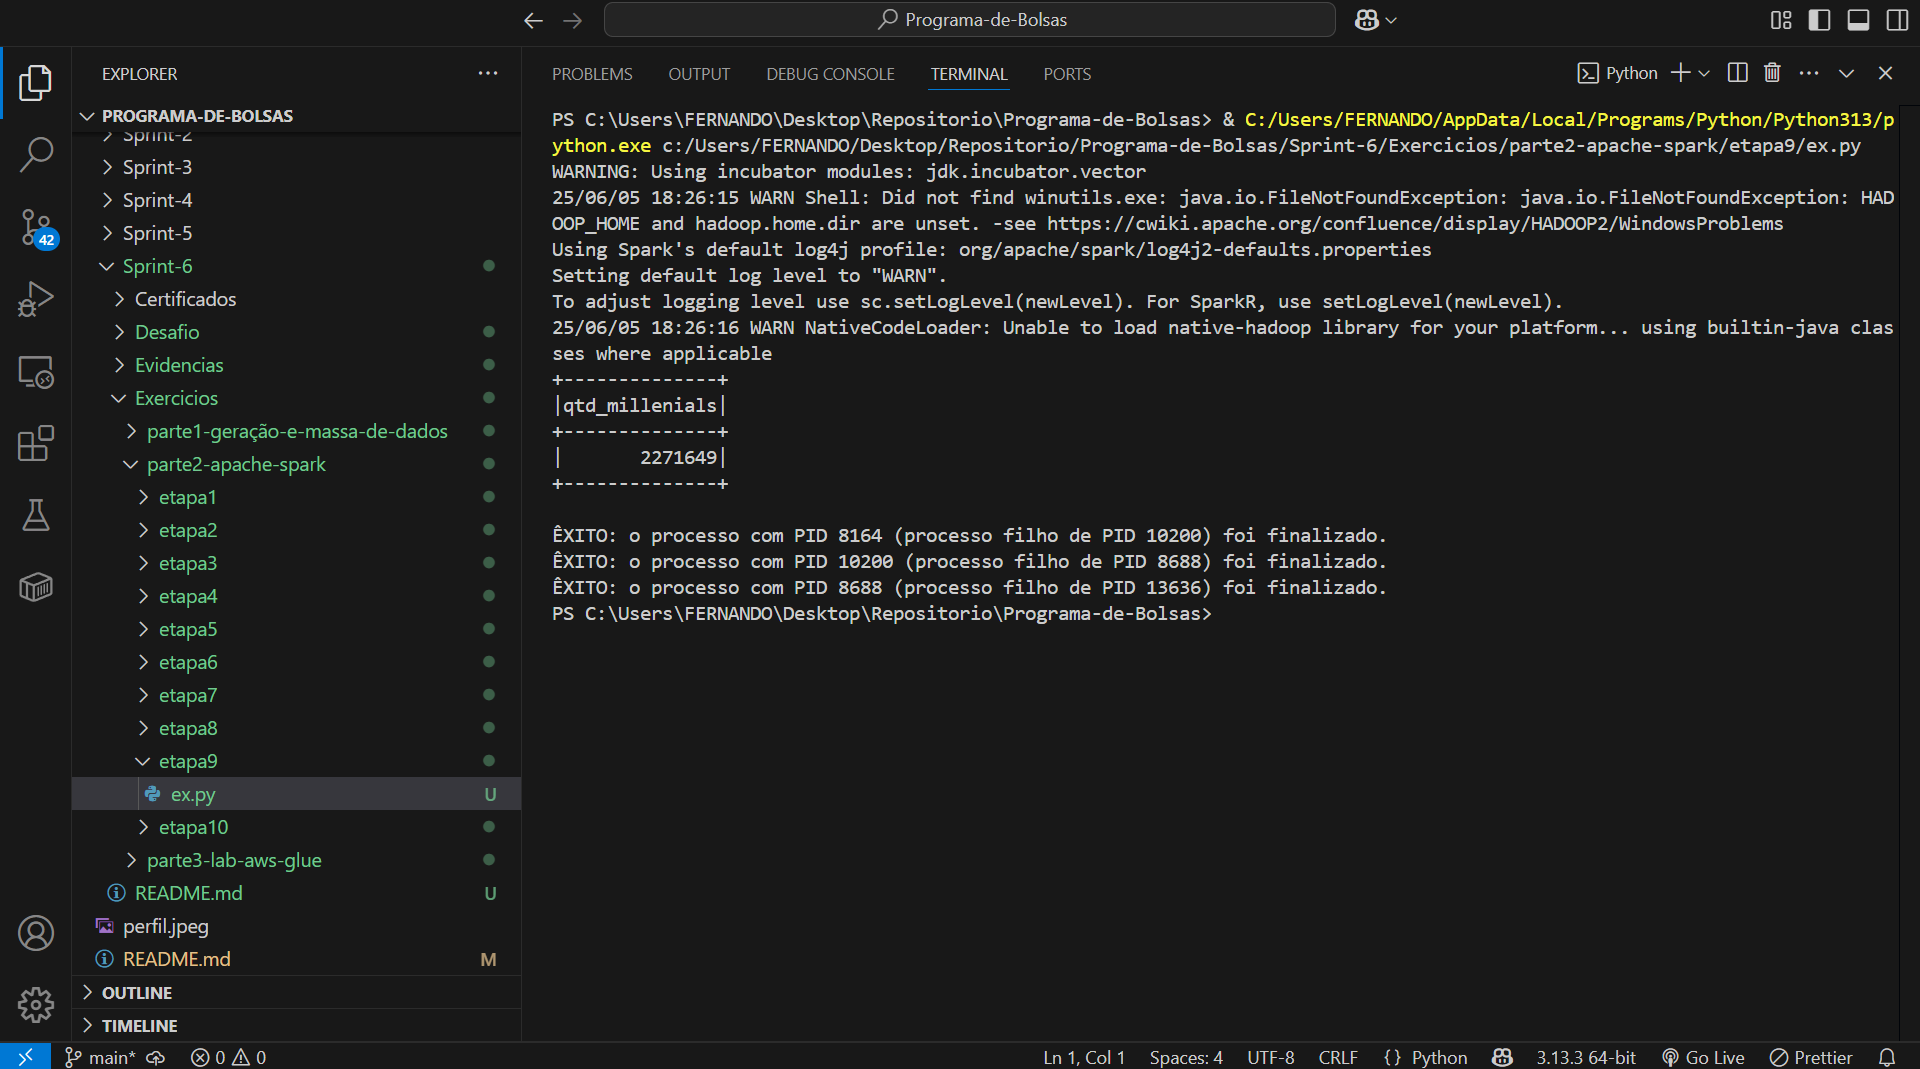 Programa-de-Bolsas
EXPLORER
PROGRAMA-DE-BOLSAS
Sprint-2
Sprint-3
Sprint-4
Sprint-5
Sprint-6
Certificados
Desafio
Evidencias
Exercicios
parte1-geração-e-massa-de-dados
parte2-apache-spark
etapa1
etapa2
etapa3
etapa4
etapa5
etapa6
etapa7
etapa8
etapa9
ex.py U
etapa10
parte3-lab-aws-glue
README.md U
perfil.jpeg
README.md M
OUTLINE
TIMELINE
42
PROBLEMS OUTPUT DEBUG CONSOLE TERMINAL PORTS
Python
PS C:\Users\FERNANDO\Desktop\Repositorio\Programa-de-Bolsas> & C:/Users/FERNANDO/AppData/Local/Programs/Python/Python313/p
ython.exe c:/Users/FERNANDO/Desktop/Repositorio/Programa-de-Bolsas/Sprint-6/Exercicios/parte2-apache-spark/etapa9/ex.py
WARNING: Using incubator modules: jdk.incubator.vector
25/06/05 18:26:15 WARN Shell: Did not find winutils.exe: java.io.FileNotFoundException: java.io.FileNotFoundException: HAD
OOP_HOME and hadoop.home.dir are unset. -see https://cwiki.apache.org/confluence/display/HADOOP2/WindowsProblems
Using Spark's default log4j profile: org/apache/spark/log4j2-defaults.properties
Setting default log level to "WARN".
To adjust logging level use sc.setLogLevel(newLevel). For SparkR, use setLogLevel(newLevel).
25/06/05 18:26:16 WARN NativeCodeLoader: Unable to load native-hadoop library for your platform... using builtin-java clas
ses where applicable
+--------------+
|qtd_millenials|
+--------------+
|       2271649|
+--------------+
ÊXITO: o processo com PID 8164 (processo filho de PID 10200) foi finalizado.
ÊXITO: o processo com PID 10200 (processo filho de PID 8688) foi finalizado.
ÊXITO: o processo com PID 8688 (processo filho de PID 13636) foi finalizado.
PS C:\Users\FERNANDO\Desktop\Repositorio\Programa-de-Bolsas>
main* 0 0 Ln 1, Col 1 Spaces: 4 UTF-8 CRLF {} Python 3.13.3 64-bit Go Live Prettier